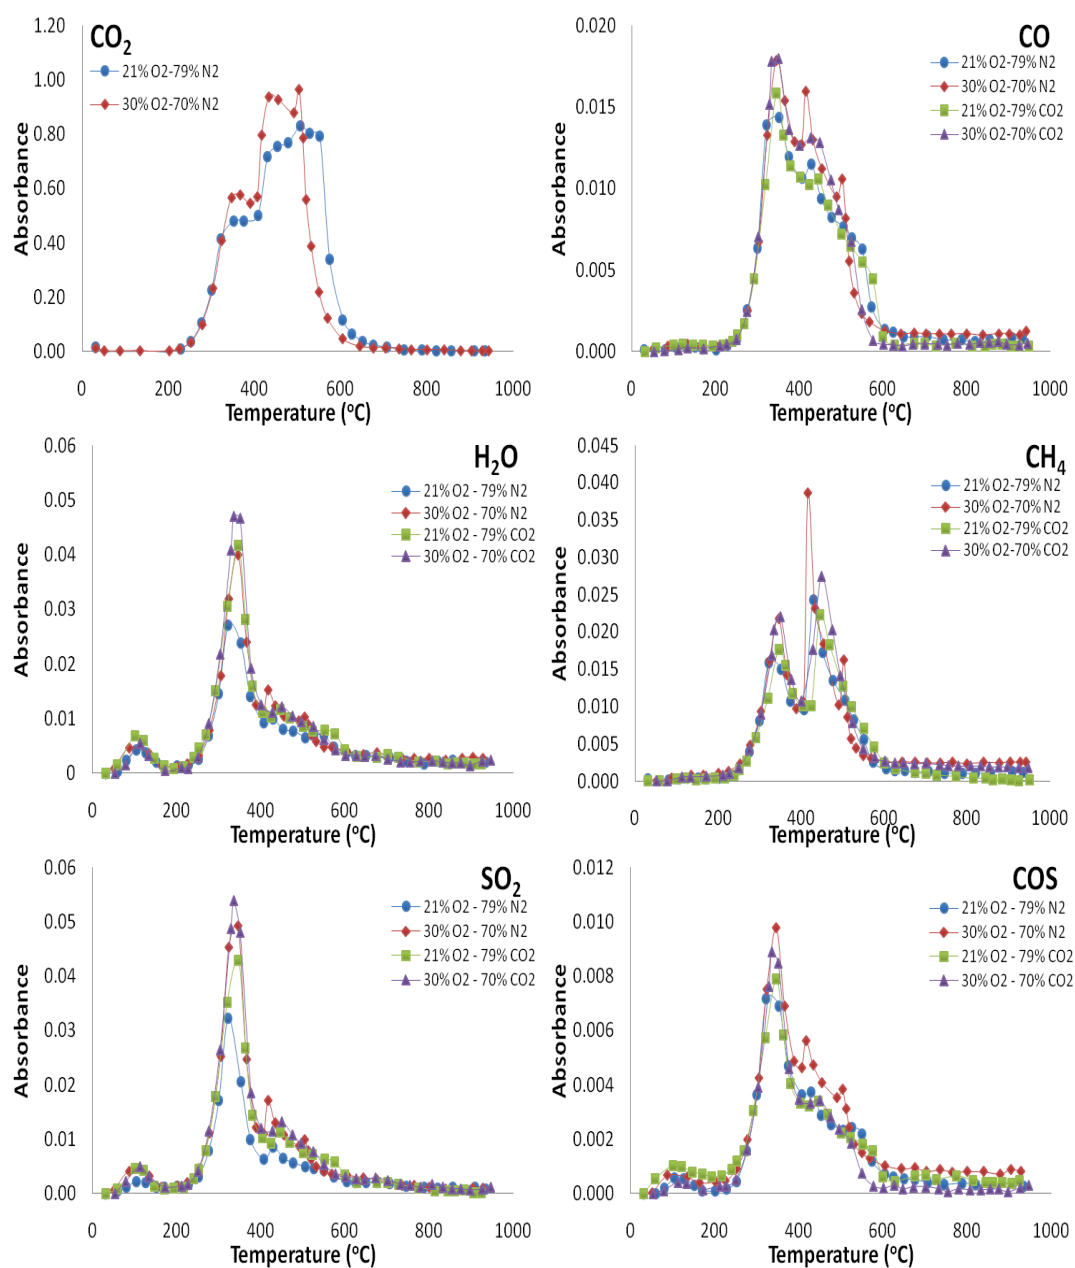 CO2
21% O2-79% N2
30% O2-70% N2
Absorbance
1.20
1.00
0.80
0.60
0.40
0.20
0.00
0 200 400 600 800 1000
Temperature (oC)
CO
21% O2-79% N2
30% O2-70% N2
21% O2-79% CO2
30% O2-70% CO2
Absorbance
0.020
0.015
0.010
0.005
0.000
0 200 400 600 800 1000
Temperature (oC)
H2O
21% O2 - 79% N2
30% O2 - 70% N2
21% O2 - 79% CO2
30% O2 - 70% CO2
Absorbance
0.06
0.05
0.04
0.03
0.02
0.01
0
0 200 400 600 800 1000
Temperature (oC)
CH4
21% O2-79% N2
30% O2-70% N2
21% O2-79% CO2
30% O2-70% CO2
Absorbance
0.045
0.040
0.035
0.030
0.025
0.020
0.015
0.010
0.005
0.000
0 200 400 600 800 1000
Temperature (oC)
SO2
21% O2 - 79% N2
30% O2 - 70% N2
21% O2 - 79% CO2
30% O2 - 70% CO2
Absorbance
0.06
0.05
0.04
0.03
0.02
0.01
0.00
0 200 400 600 800 1000
Temperature (oC)
COS
21% O2 - 79% N2
30% O2 - 70% N2
21% O2 - 79% CO2
30% O2 - 70% CO2
Absorbance
0.012
0.010
0.008
0.006
0.004
0.002
0.000
0 200 400 600 800 1000
Temperature (oC)